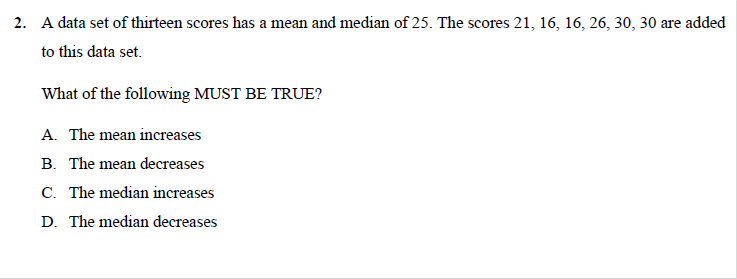 2. A data set of thirteen scores has a mean and median of 25. The scores 21, 16, 16, 26, 30, 30 are added
to this data set.
What of the following MUST BE TRUE?
A. The mean increases
B. The mean decreases
C. The median increases
D. The median decreases